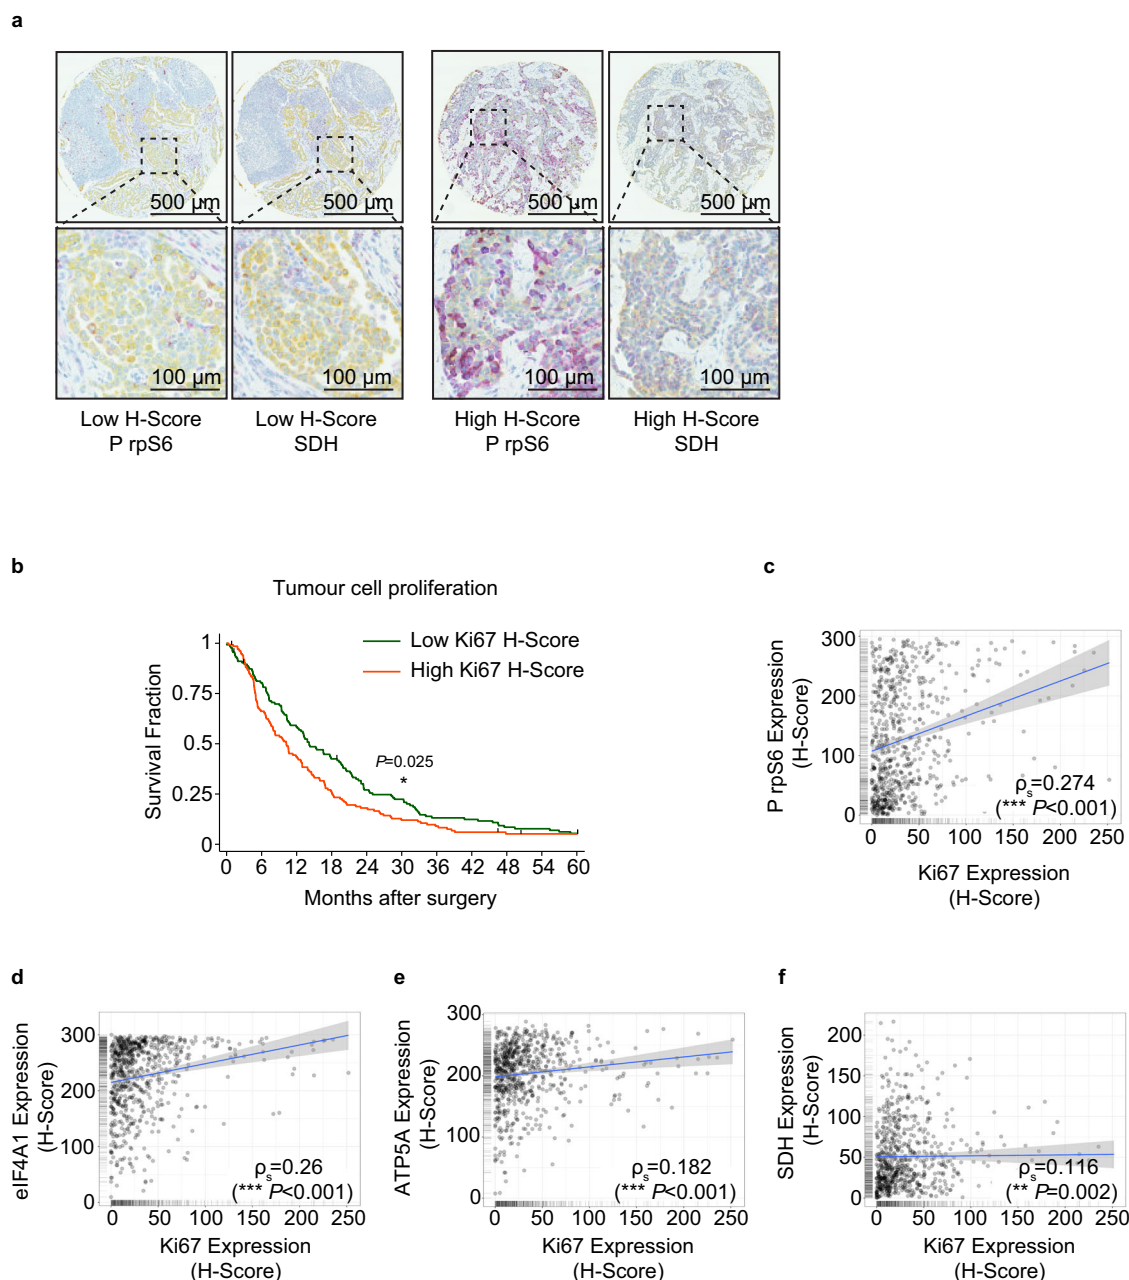 a
500 µm
500 µm
500 µm
500 µm
100 µm
100 µm
100 µm
100 µm
Low H-Score
P rpS6
Low H-Score
SDH
High H-Score
P rpS6
High H-Score
SDH
b
Tumour cell proliferation
Low Ki67 H-Score
High Ki67 H-Score
P=0.025
*
Survival Fraction
1
0.75
0.5
0.25
0
0 6 12 18 24 30 36 42 48 54 60
Months after surgery
c
P rpS6 Expression
(H-Score)
300
200
100
0
ρs=0.274
(*** P<0.001)
0 50 100 150 200 250
Ki67 Expression
(H-Score)
d
eIF4A1 Expression
(H-Score)
300
200
100
0
ρs=0.26
(*** P<0.001)
0 50 100 150 200 250
Ki67 Expression
(H-Score)
e
ATP5A Expression
(H-Score)
300
200
100
0
ρs=0.182
(*** P<0.001)
0 50 100 150 200 250
Ki67 Expression
(H-Score)
f
SDH Expression
(H-Score)
200
150
100
50
0
ρs=0.116
(** P=0.002)
0 50 100 150 200 250
Ki67 Expression
(H-Score)